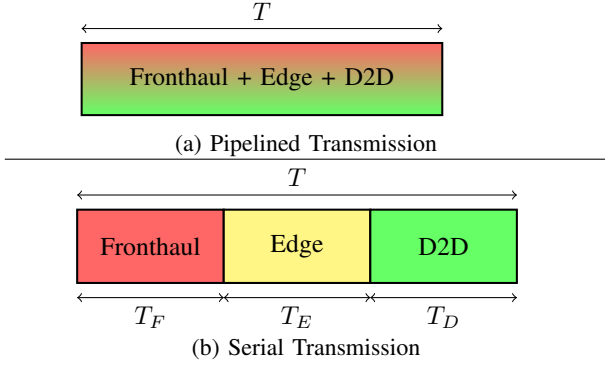 T
Fronthaul + Edge + D2D
(a) Pipelined Transmission
T
Fronthaul Edge D2D
T_F T_E T_D
(b) Serial Transmission